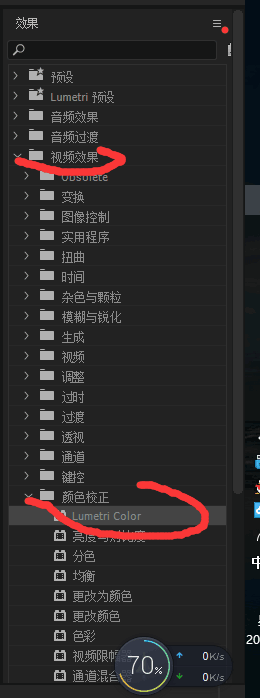 效果
预设
Lumetri 预设
音频效果
音频过渡
视频效果
Obsolete
变换
图像控制
实用程序
扭曲
时间
杂色与颗粒
模糊与锐化
生成
视频
调整
过时
过渡
透视
通道
键控
颜色校正
Lumetri Color
亮度与对比度
分色
均衡
更改为颜色
更改颜色
色彩
视频限幅
通道混合器
70%
0K/s
0K/s
中
20